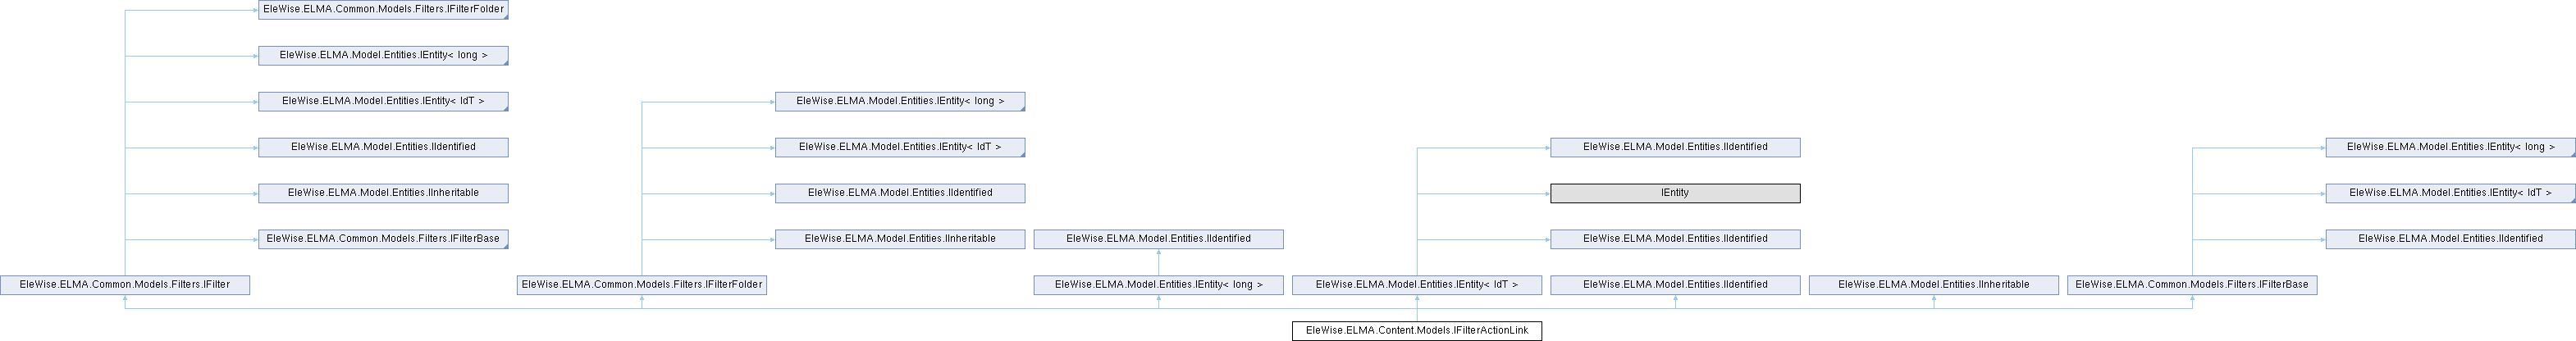 EleWise.ELMA.Common.Models.Filters.IFilterFolder
EleWise.ELMA.Model.Entities.IEntity< long >
EleWise.ELMA.Model.Entities.IEntity< IdT >
EleWise.ELMA.Model.Entities.IEntity< long >
EleWise.ELMA.Model.Entities.IIdentified
EleWise.ELMA.Model.Entities.IEntity< IdT >
EleWise.ELMA.Model.Entities.IIdentified
EleWise.ELMA.Model.Entities.IEntity< long >
EleWise.ELMA.Model.Entities.IInheritable
EleWise.ELMA.Model.Entities.IIdentified
IEntity
EleWise.ELMA.Model.Entities.IEntity< IdT >
EleWise.ELMA.Common.Models.Filters.IFilterBase
EleWise.ELMA.Model.Entities.IInheritable
EleWise.ELMA.Model.Entities.IIdentified
EleWise.ELMA.Model.Entities.IIdentified
EleWise.ELMA.Model.Entities.IIdentified
EleWise.ELMA.Common.Models.Filters.IFilter
EleWise.ELMA.Common.Models.Filters.IFilterFolder
EleWise.ELMA.Model.Entities.IEntity< long >
EleWise.ELMA.Model.Entities.IEntity< IdT >
EleWise.ELMA.Model.Entities.IIdentified
EleWise.ELMA.Model.Entities.IInheritable
EleWise.ELMA.Common.Models.Filters.IFilterBase
EleWise.ELMA.Content.Models.IFilterActionLink